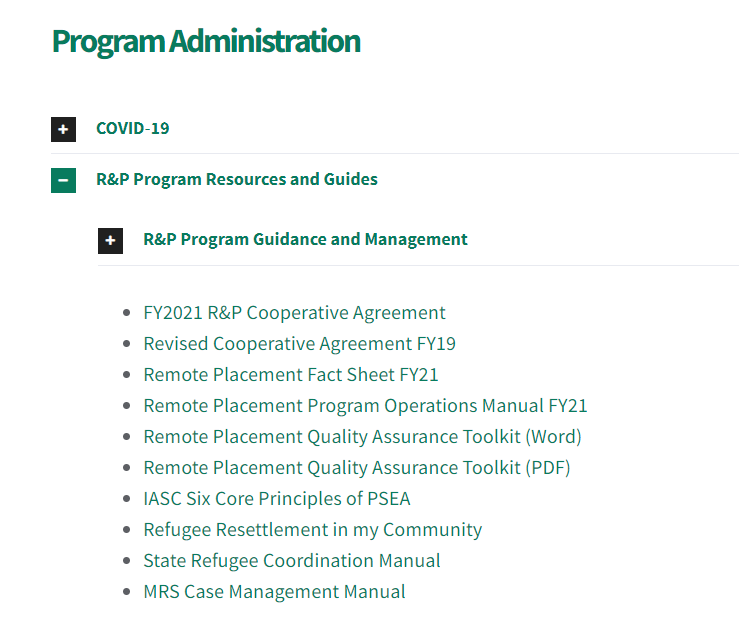 Program Administration
COVID-19
R&P Program Resources and Guides
R&P Program Guidance and Management
FY2021 R&P Cooperative Agreement
Revised Cooperative Agreement FY19
Remote Placement Fact Sheet FY21
Remote Placement Program Operations Manual FY21
Remote Placement Quality Assurance Toolkit (Word)
Remote Placement Quality Assurance Toolkit (PDF)
IASC Six Core Principles of PSEA
Refugee Resettlement in my Community
State Refugee Coordination Manual
MRS Case Management Manual